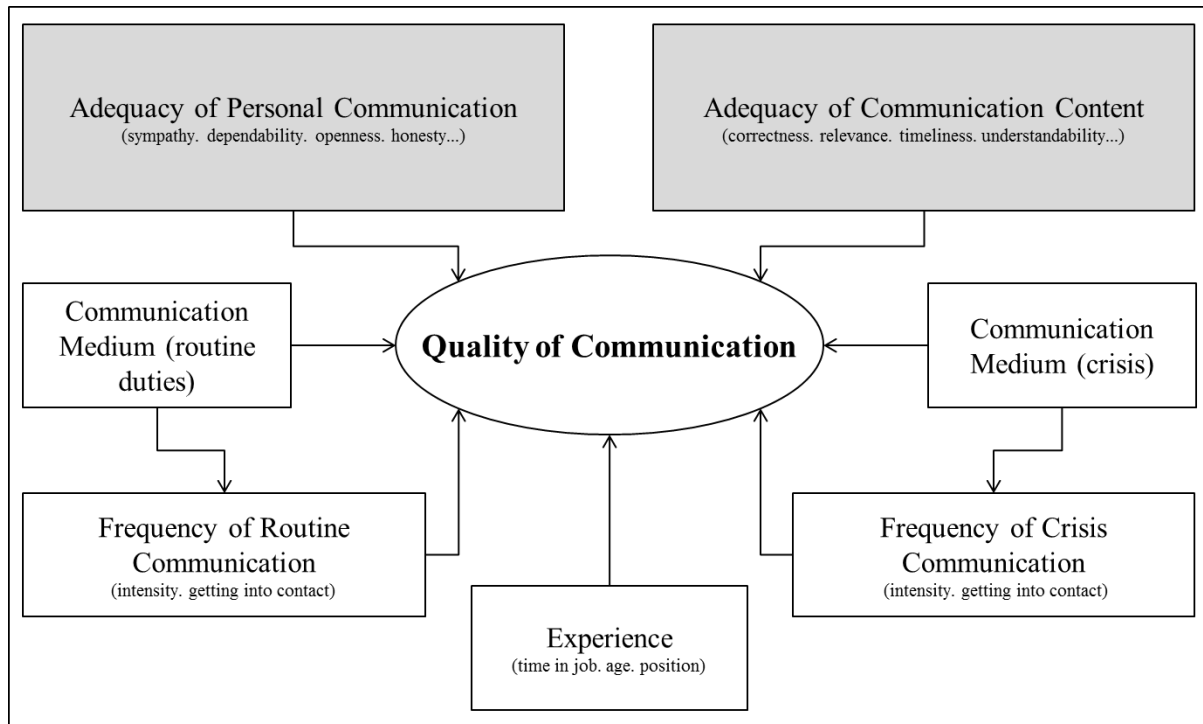 Adequacy of Personal Communication
(sympathy. dependability. openness. honesty...)
Adequacy of Communication Content
(correctness. relevance. timeliness. understandability...)
Communication
Medium (routine
duties)
Quality of Communication
Communication
Medium (crisis)
Frequency of Routine
Communication
(intensity. getting into contact)
Frequency of Crisis
Communication
(intensity. getting into contact)
Experience
(time in job. age. position)